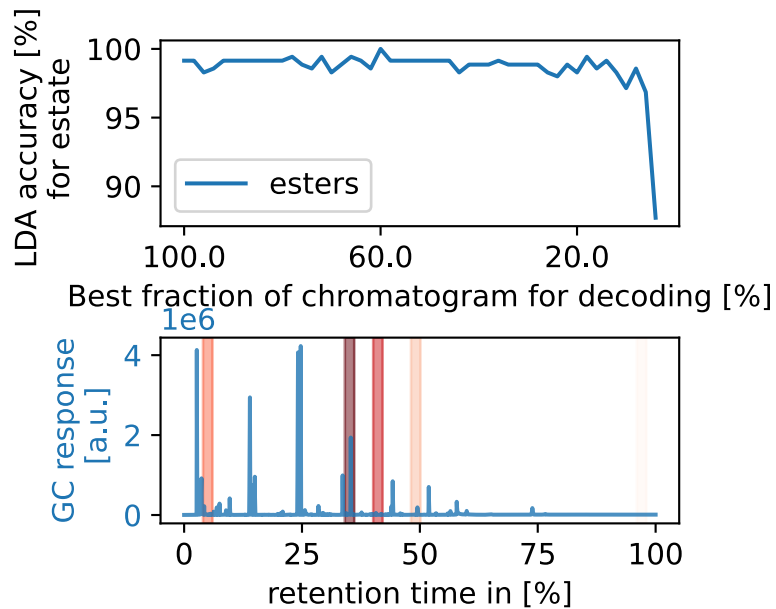 LDA accuracy [%]
for estate
100
95
90
esters
100.0 60.0 20.0
Best fraction of chromatogram for decoding [%]
1e6
GC response
[a.u.]
4
2
0
0 25 50 75 100
retention time in [%]